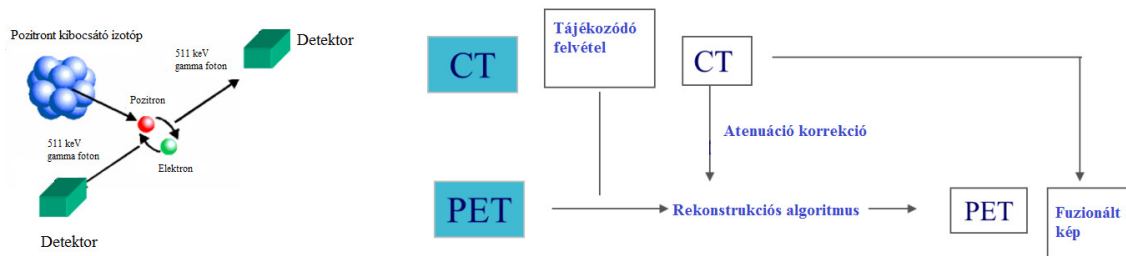 Pozitront kibocsátó izotóp
511 keV
gamma foton
Detektor
Pozitron
511 keV
gamma foton
Elektron
Detektor
CT
Tájékozódó
felvétel
CT
Atenuáció korrekció
PET
Rekonstrukciós algoritmus
PET
Fuzionált
kép